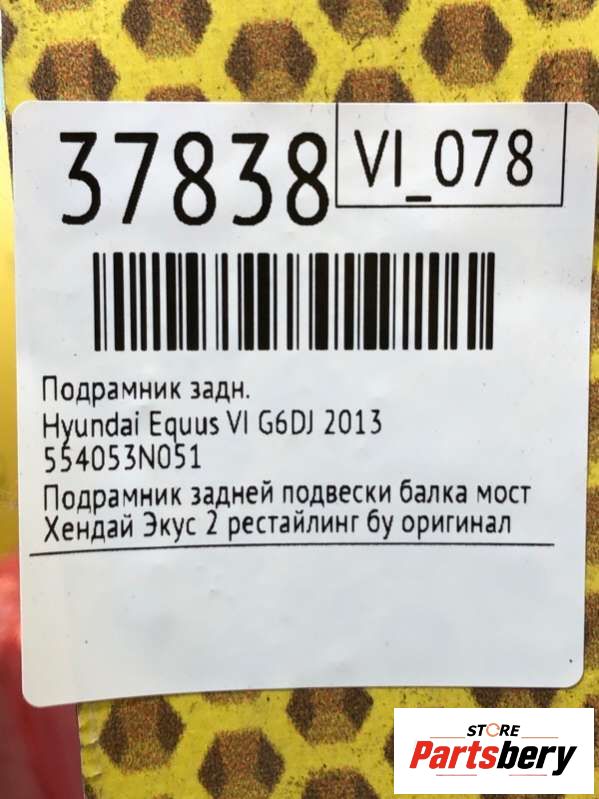 37838
VI_078
Подрамник задн.
Hyundai Equus VI G6DJ 2013
554053N051
Подрамник задней подвески балка мост
Хендай Экус 2 рестайлинг бу оригинал
STORE
Partsbery